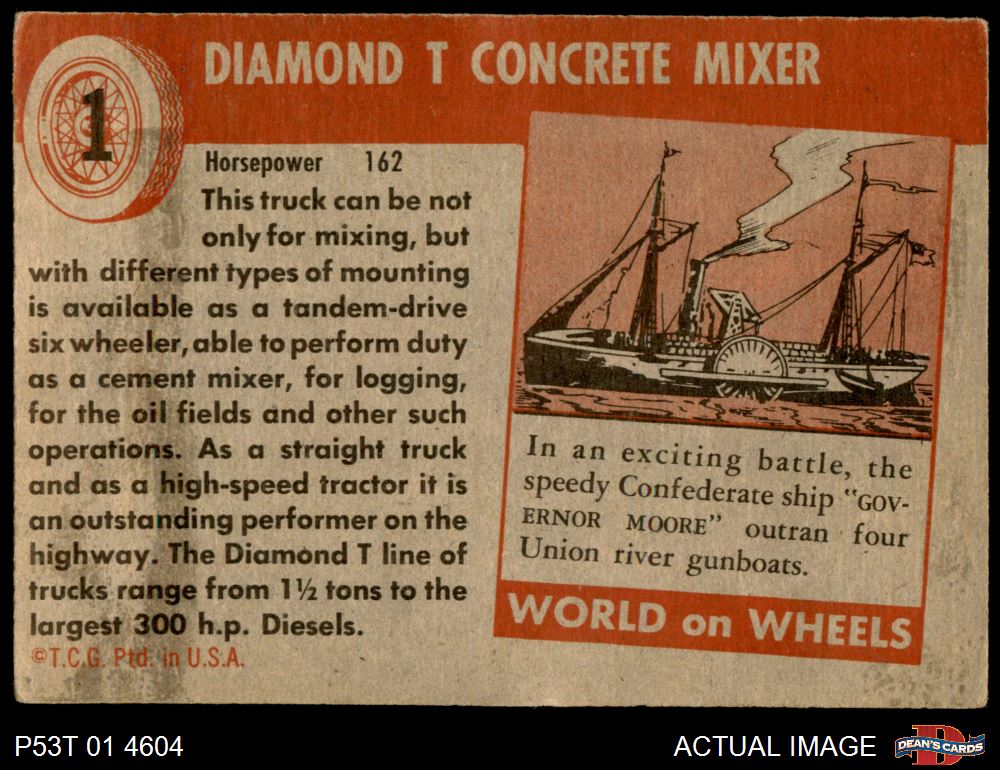 1
DIAMOND T CONCRETE MIXER
Horsepower 162
This truck can be not
only for mixing, but
with different types of mounting
is available as a tandem-drive
six wheeler, able to perform duty
as a cement mixer, for logging,
for the oil fields and other such
operations. As a straight truck
and as a high-speed tractor it is
an outstanding performer on the
highway. The Diamond T line of
trucks range from 1½ tons to the
largest 300 h.p. Diesels.
©T.C.G. Ptd. in U.S.A.
In an exciting battle, the
speedy Confederate ship "GOV-
ERNOR MOORE" outran four
Union river gunboats.
WORLD on WHEELS
P53T 01 4604
ACTUAL IMAGE
D
DEAN'S CARDS